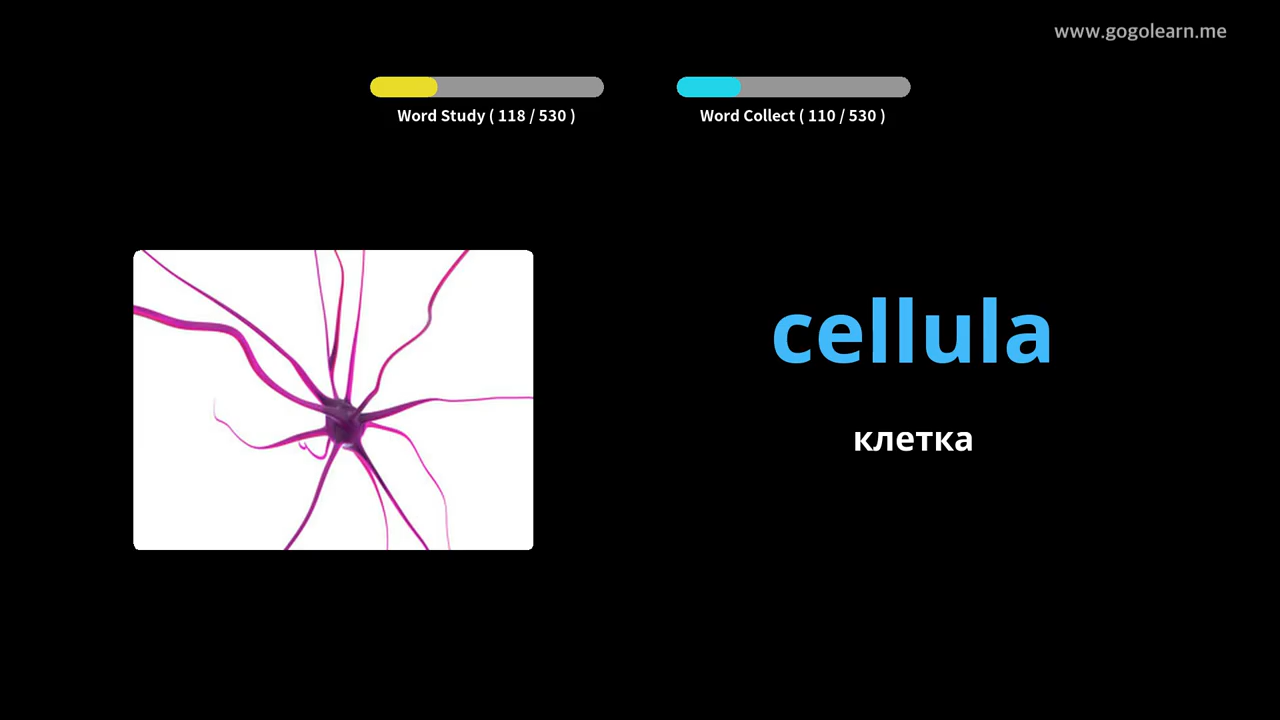 www.gogolearn.me
Word Study ( 118 / 530 )
Word Collect ( 110 / 530 )
cellula
клетка